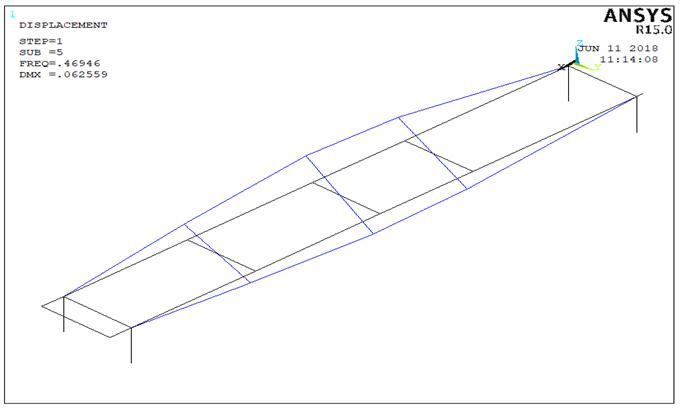 1
DISPLACEMENT
STEP=1
SUB =5
FREQ=.46946
DMX =.062559
ANSYS
R15.0
JUN 11 2018
11:14:08
Z
X
Y